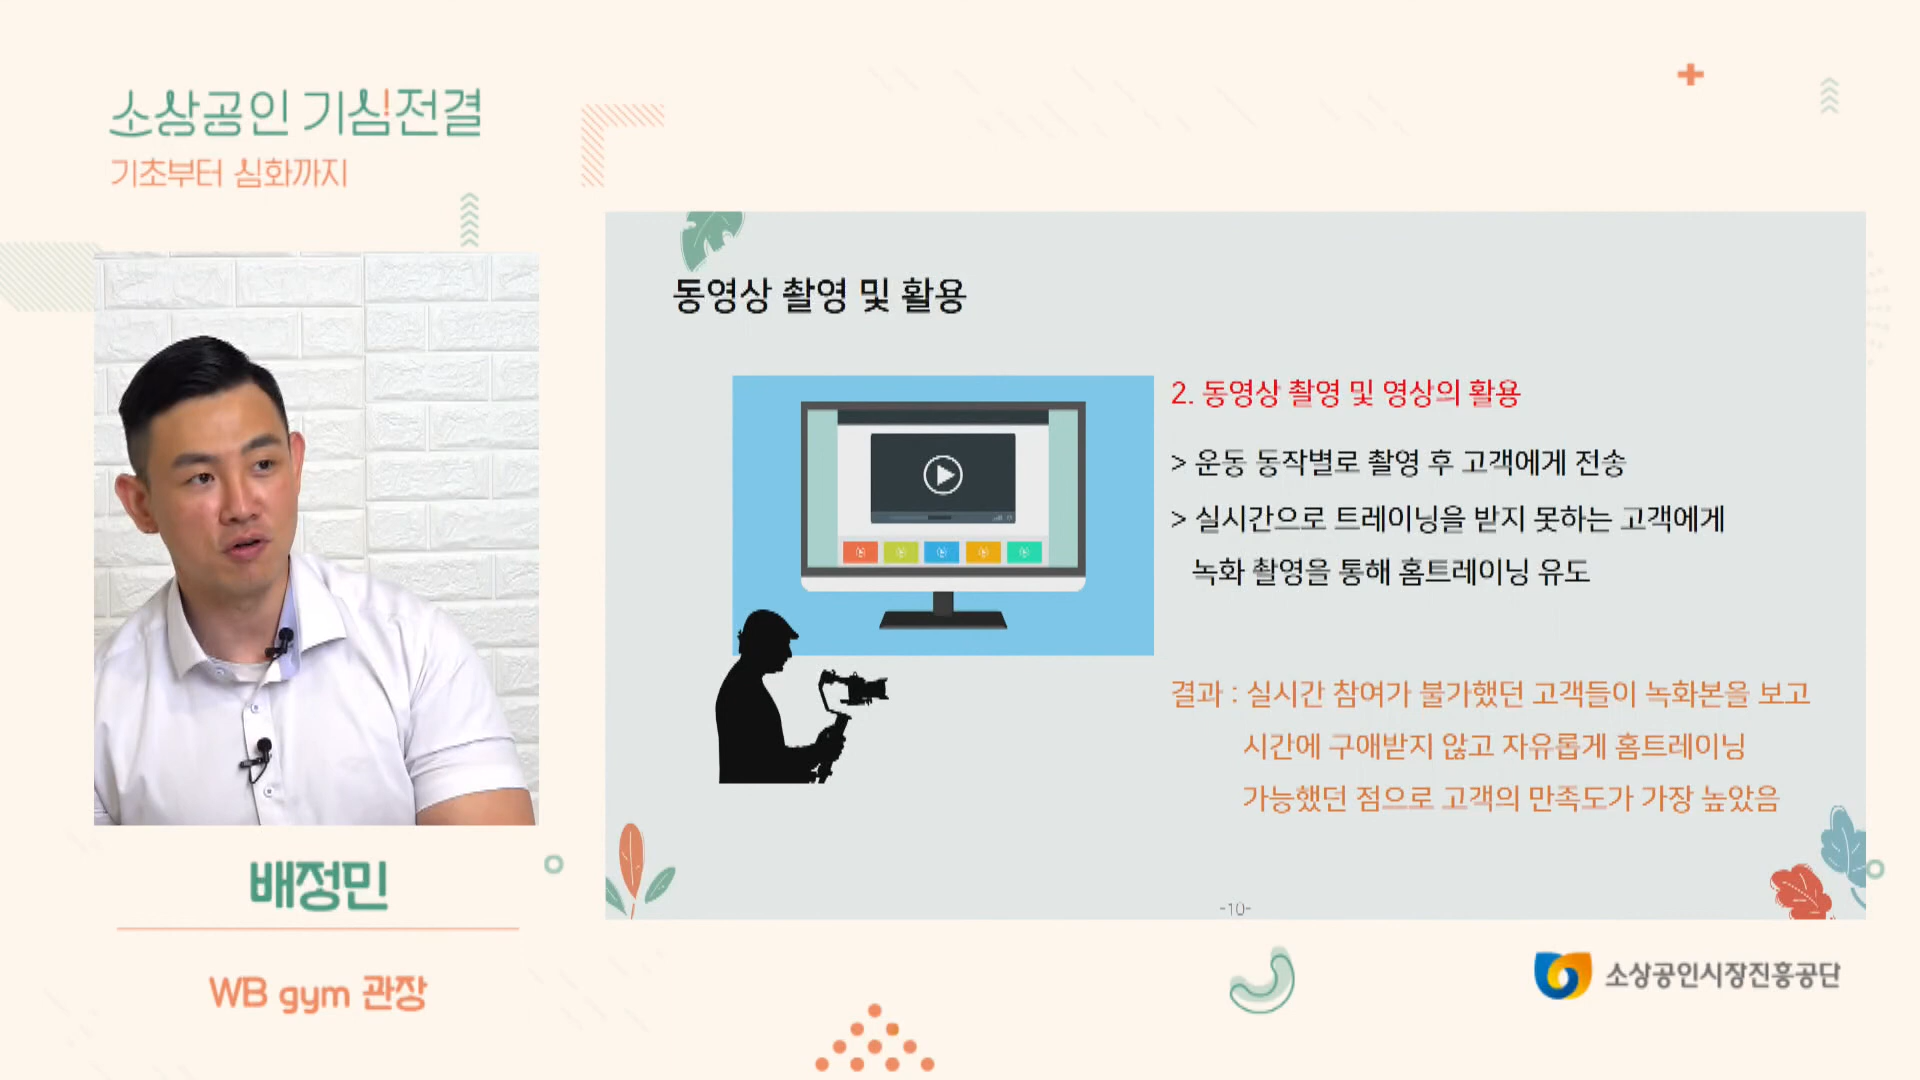 소상공인 기심전결
기초부터 심화까지
동영상 촬영 및 활용
2. 동영상 촬영 및 영상의 활용
> 운동 동작별로 촬영 후 고객에게 전송
> 실시간으로 트레이닝을 받지 못하는 고객에게
녹화 촬영을 통해 홈트레이닝 유도
결과 : 실시간 참여가 불가했던 고객들이 녹화본을 보고
시간에 구애받지 않고 자유롭게 홈트레이닝
가능했던 점으로 고객의 만족도가 가장 높았음
-10-
배정민
WB gym 관장
소상공인시장진흥공단